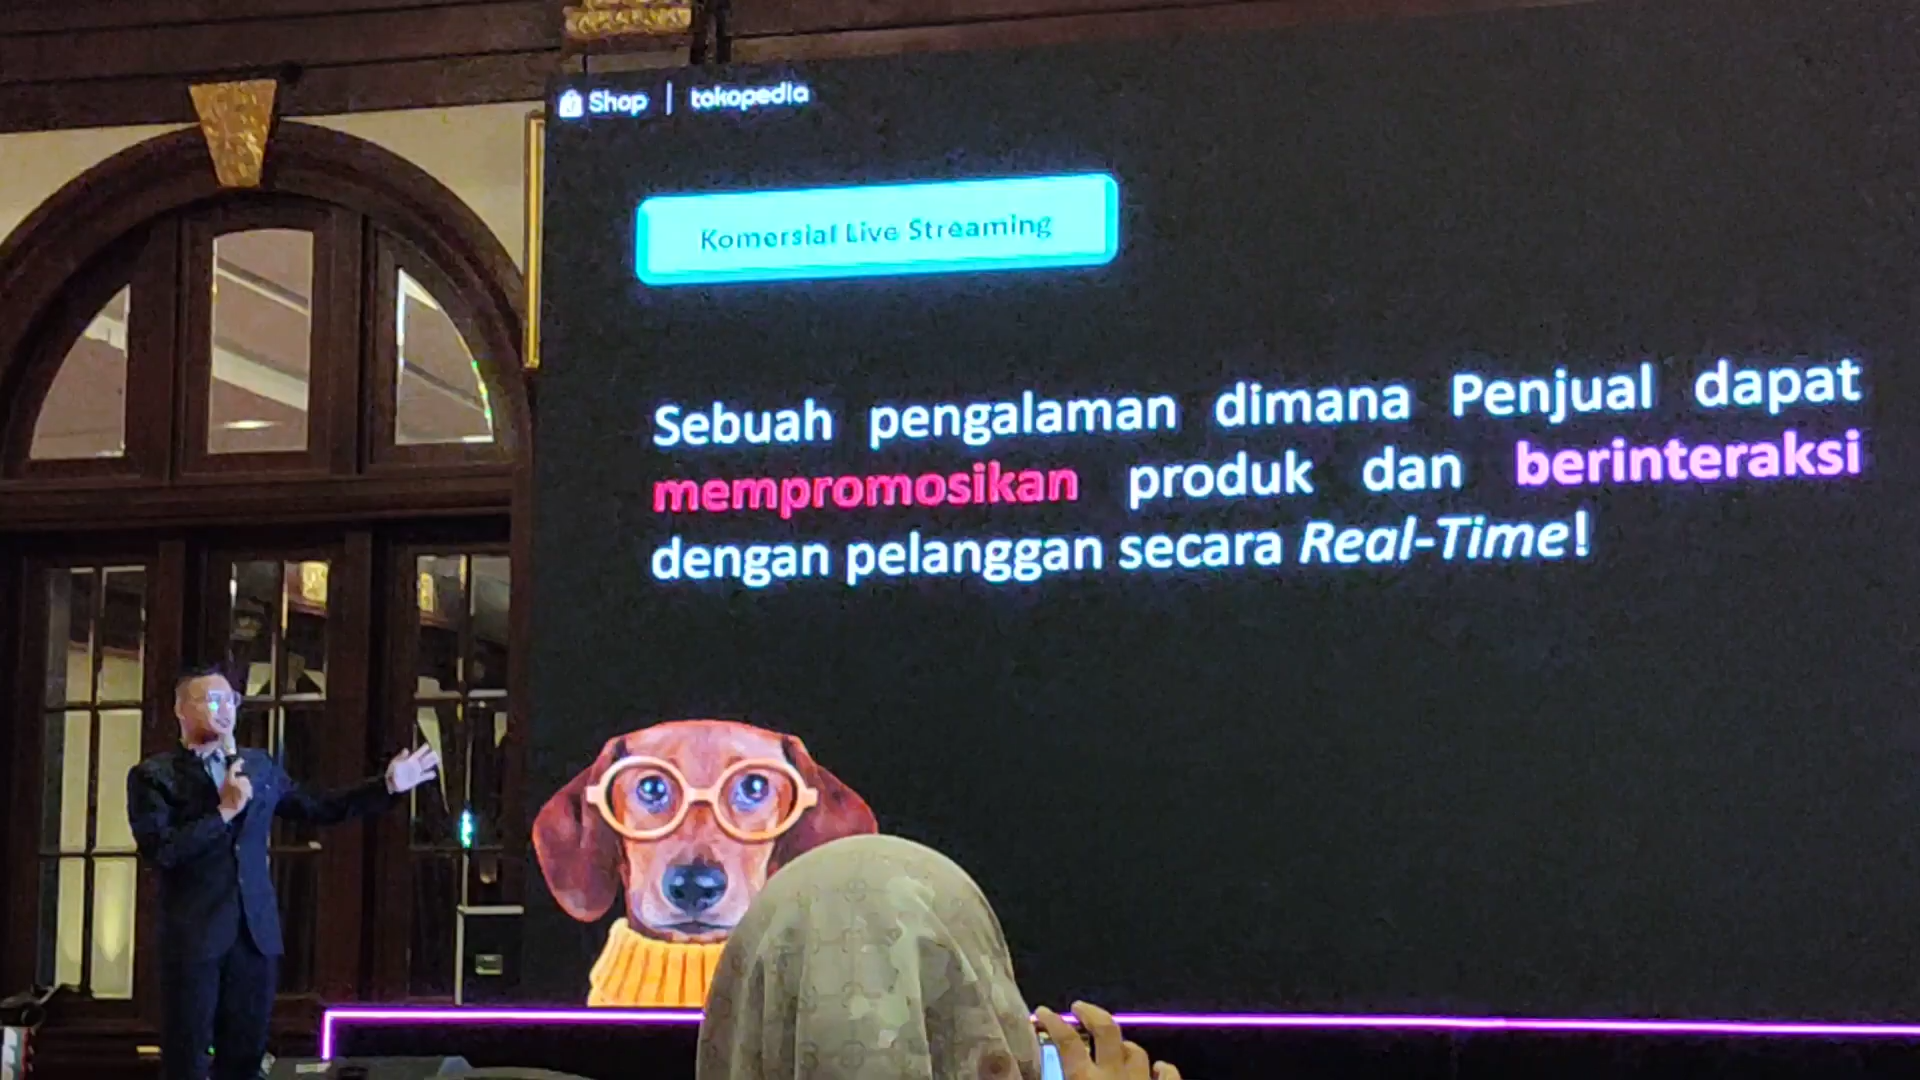 Shop | tokopedia
Komersial Live Streaming
Sebuah pengalaman dimana Penjual dapat
mempromosikan produk dan berinteraksi
dengan pelanggan secara Real-Time!